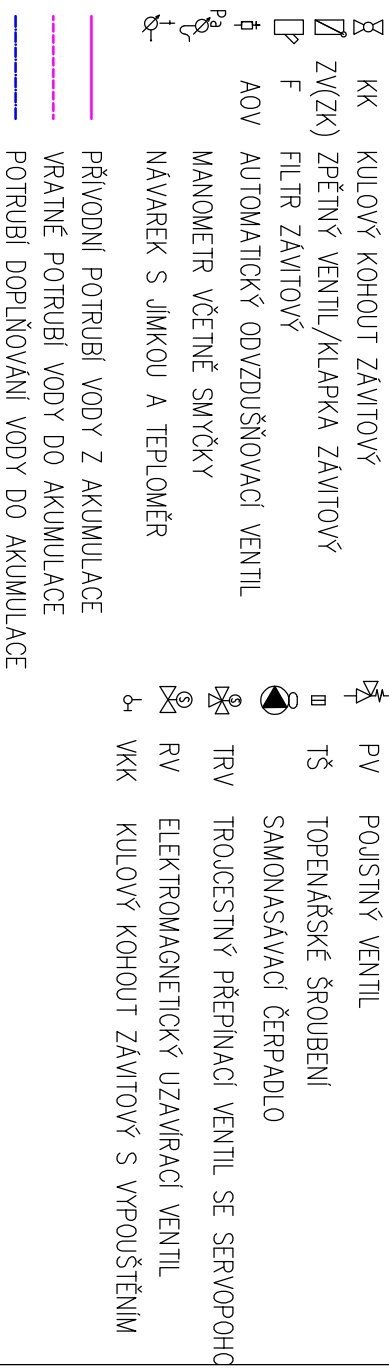 KK KULOVÝ KOHOUT ZÁVITOVÝ
ZV(ZK) ZPĚTNÝ VENTIL/KLAPKA ZÁVITOVÝ
F FILTR ZÁVITOVÝ
AOV AUTOMATICKÝ ODVZDUŠŇOVACÍ VENTIL
Pa MANOMETR VČETNĚ SMYČKY
t NÁVAREK S JÍMKOU A TEPLOMĚR
PŘÍVODNÍ POTRUBÍ VODY Z AKUMULACE
VRATNÉ POTRUBÍ VODY DO AKUMULACE
POTRUBÍ DOPLŇOVÁNÍ VODY DO AKUMULACE
PV POJISTNÝ VENTIL
TŠ TOPENÁŘSKÉ ŠROUBENÍ
SAMONASÁVACÍ ČERPADLO
S TRV TROJCESTNÝ PŘEPÍNACÍ VENTIL SE SERVOPOHO
S RV ELEKTROMAGNETICKÝ UZAVÍRACÍ VENTIL
VKK KULOVÝ KOHOUT ZÁVITOVÝ S VYPOUŠTĚNÍM